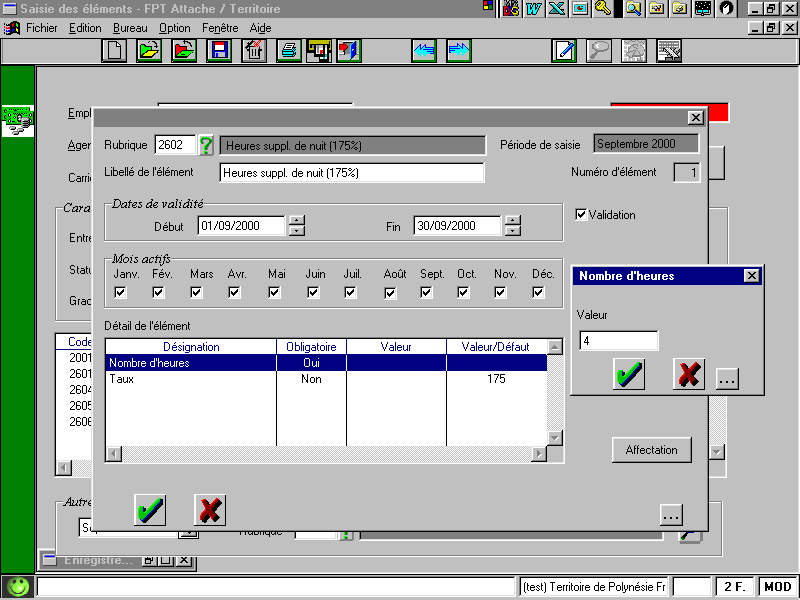 Saisie des éléments - FPT Attache / Territoire
Fichier Edition Bureau Option Fenêtre Aide
Empl
Rubrique 2602 ? Heures suppl. de nuit (175%) Période de saisie Septembre 2000
Agen
Libellé de l'élément Heures suppl. de nuit (175%) Numéro d'élément 1
Carri
Cara
Dates de validité
Validation
Début 01/09/2000 Fin 30/09/2000
Entre
Mois actifs
Statu
Janv. Fév. Mars Avr. Mai Juin Juil. Août Sept. Oct. Nov. Déc.
Grad
Nombre d'heures
Valeur
4
...
Détail de l'élément
Code
Désignation Obligatoire Valeur Valeur/Défaut
2001
Nombre d'heures Oui
2601
Taux Non 175
2604
2605
2606
Affectation
Autre
...
Rubrique
Enregistre...
(test) Territoire de Polynésie Fr 2 F. MOD